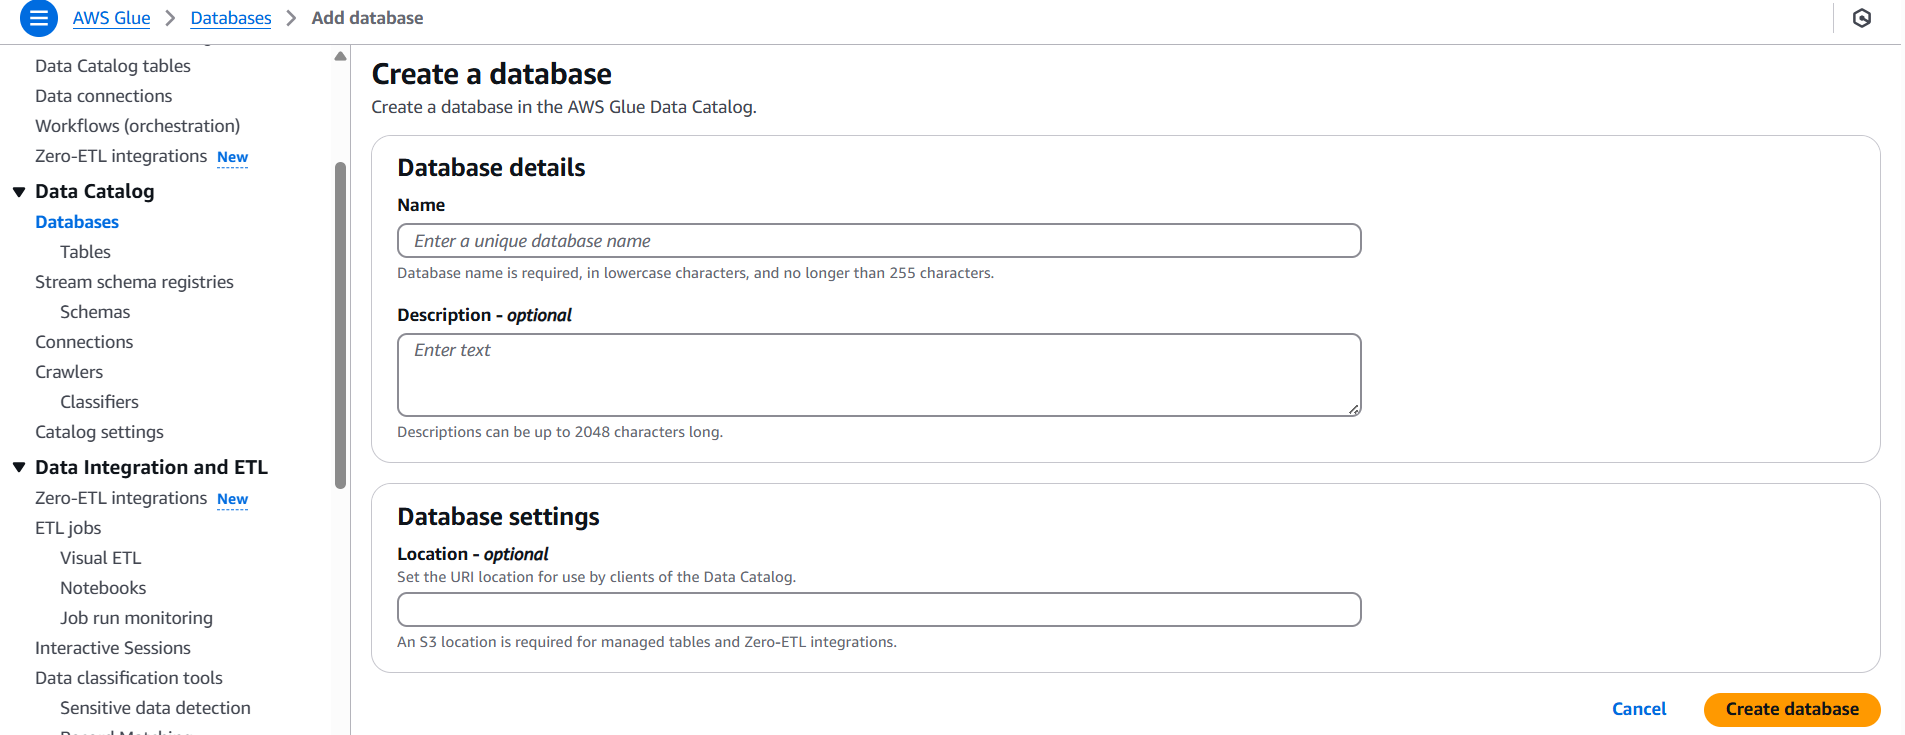 AWS Glue > Databases > Add database
Data Catalog tables
Data connections
Workflows (orchestration)
Zero-ETL integrations New
Data Catalog
Databases
Tables
Stream schema registries
Schemas
Connections
Crawlers
Classifiers
Catalog settings
Data Integration and ETL
Zero-ETL integrations New
ETL jobs
Visual ETL
Notebooks
Job run monitoring
Interactive Sessions
Data classification tools
Sensitive data detection
Record Matching
Create a database
Create a database in the AWS Glue Data Catalog.
Database details
Name
Enter a unique database name
Database name is required, in lowercase characters, and no longer than 255 characters.
Description - optional
Enter text
Descriptions can be up to 2048 characters long.
Database settings
Location - optional
Set the URI location for use by clients of the Data Catalog.
An S3 location is required for managed tables and Zero-ETL integrations.
Cancel
Create database